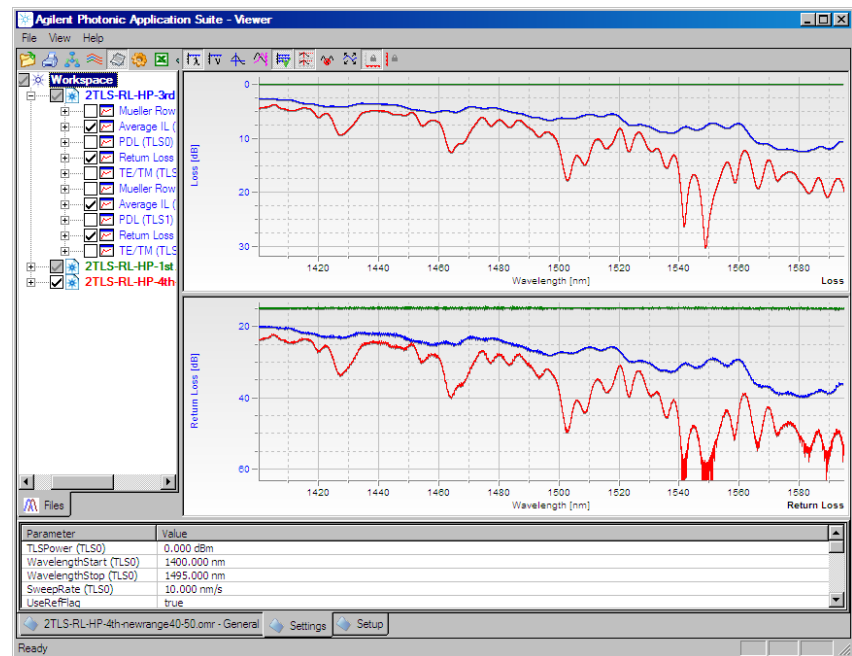 Agilent Photonic Application Suite - Viewer
File View Help
Workspace
2TLS-RL-HP-3rd
Mueller Row
Average IL (
PDL (TLS0)
Return Loss
TE/TM (TLS
Mueller Row
Average IL (
PDL (TLS1)
Return Loss
TE/TM (TLS
2TLS-RL-HP-1st
2TLS-RL-HP-4th
Files
Loss [dB]
0
10
20
30
1420 1440 1460 1480 1500 1520 1540 1560 1580
Wavelength [nm]
Loss
Return Loss [dB]
20
40
60
1420 1440 1460 1480 1500 1520 1540 1560 1580
Wavelength [nm]
Return Loss
Parameter Value
TLSPower (TLS0) 0.000 dBm
WavelengthStart (TLS0) 1400.000 nm
WavelengthStop (TLS0) 1495.000 nm
SweepRate (TLS0) 10.000 nm/s
UseRefFlag true
2TLS-RL-HP-4th-newrange40-50.omr - General Settings Setup
Ready